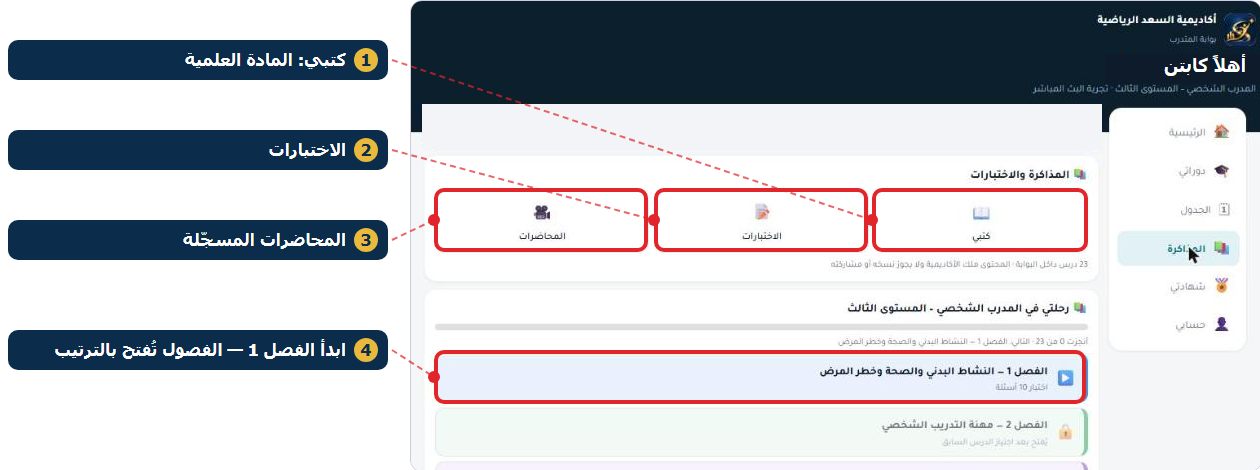 أكاديمية السعد الرياضية
بوابة المتدرب
أهلاً كابتن
المدرب الشخصي - المستوى الثالث · تجربة البث المباشر
الرئيسية
دوراتي
الجدول
المذاكرة
شهادتي
حسابي
المذاكرة والاختبارات
كتبي
الاختبارات
المحاضرات
23 درس داخل البوابة · المحتوى ملك الأكاديمية ولا يجوز نسخه أو مشاركته
رحلتي في المدرب الشخصي - المستوى الثالث
أنجزت 0 من 23 · التالي: الفصل 1 – النشاط البدني والصحة وخطر المرض
الفصل 1 – النشاط البدني والصحة وخطر المرض
اختبار 10 أسئلة
الفصل 2 – مهنة التدريب الشخصي
يُفتح بعد اجتياز الدرس السابق
1 كتبي: المادة العلمية
2 الاختبارات
3 المحاضرات المسجّلة
4 ابدأ الفصل 1 — الفصول تُفتح بالترتيب